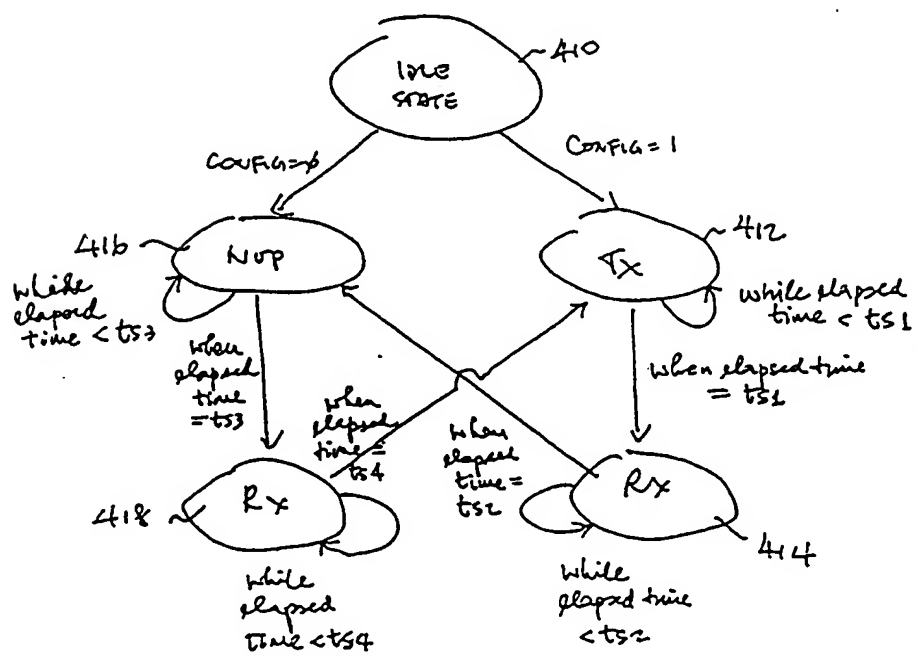 410
IDLE
STATE
CONFIG=0
CONFIG=1
416
NOP
412
Tx
while
elapsed
time < ts3
while elapsed
time < ts1
when
elapsed
time
=ts3
when elapsed time
= ts1
when
elapsed
time=
ts4
when
elapsed
time=
ts2
418
Rx
Rx
414
while
elapsed
time <ts4
while
elapsed time
<ts2